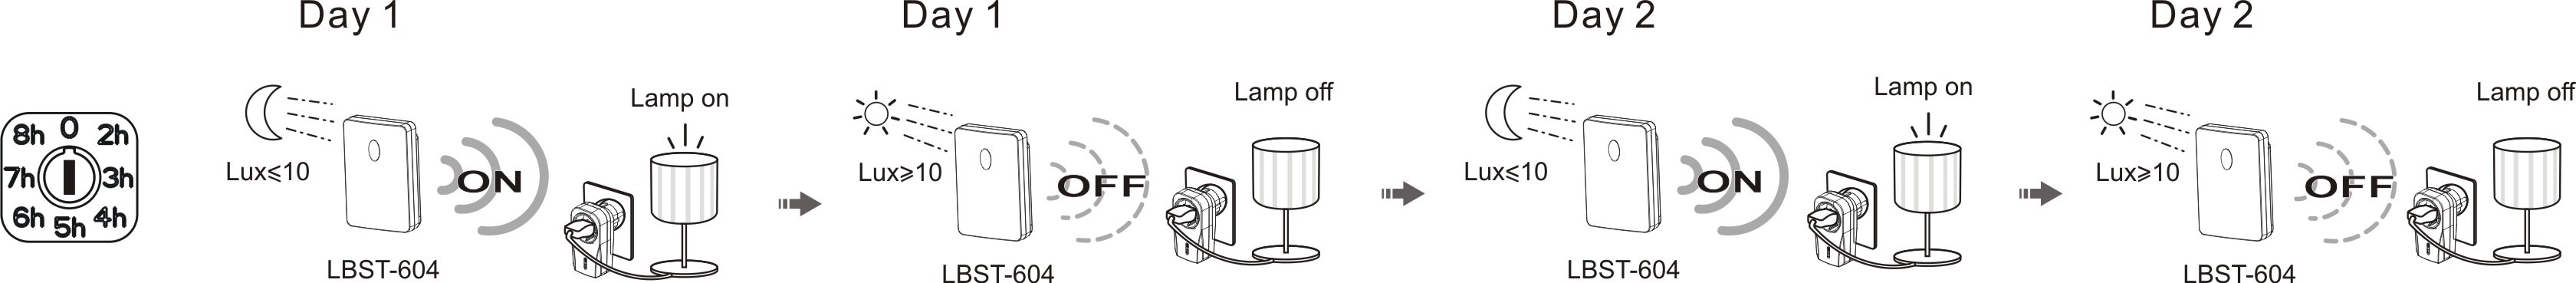 Day 1
Day 1
Day 2
Day 2
Lamp on
Lamp off
Lamp on
Lamp off
8h 0 2h
7h 3h
6h 5h 4h
Lux⩽10
ON
Lux⩾10
OFF
Lux⩽10
ON
Lux⩾10
OFF
LBST-604
LBST-604
LBST-604
LBST-604